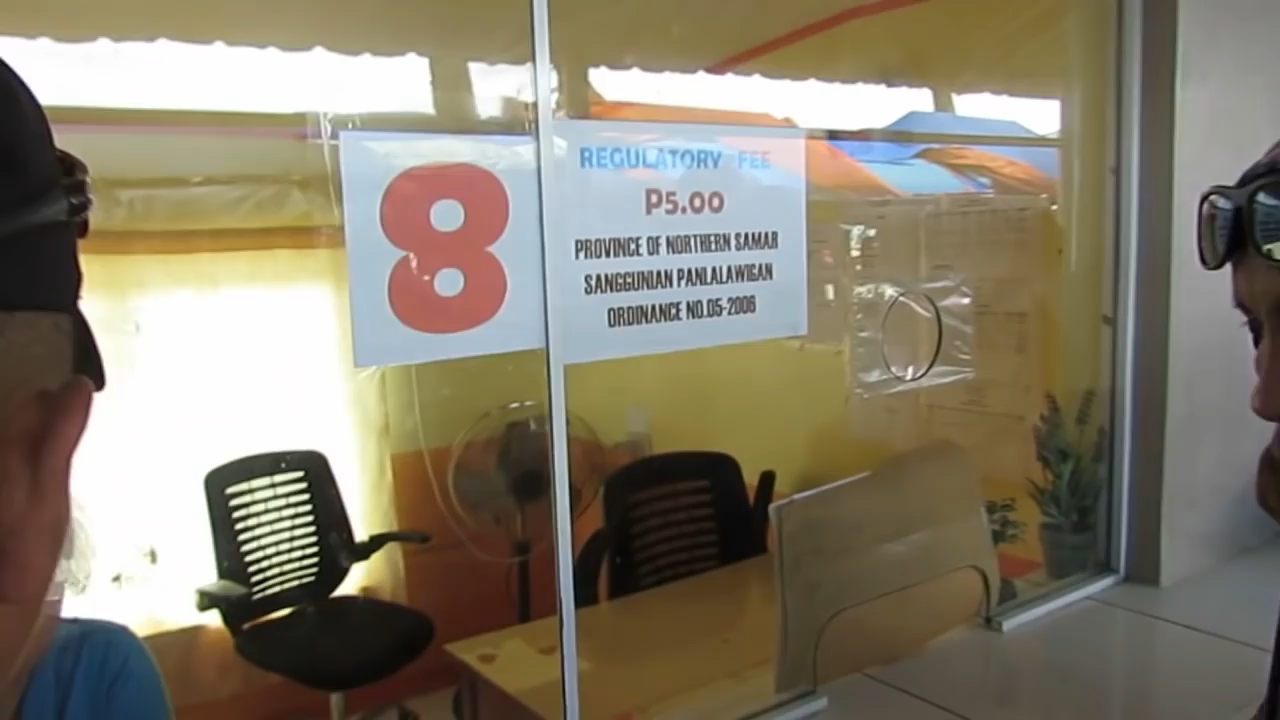 8
REGULATORY FEE
P5.00
PROVINCE OF NORTHERN SAMAR
SANGGUNIAN PANLALAWIGAN
ORDINANCE NO.05-2006